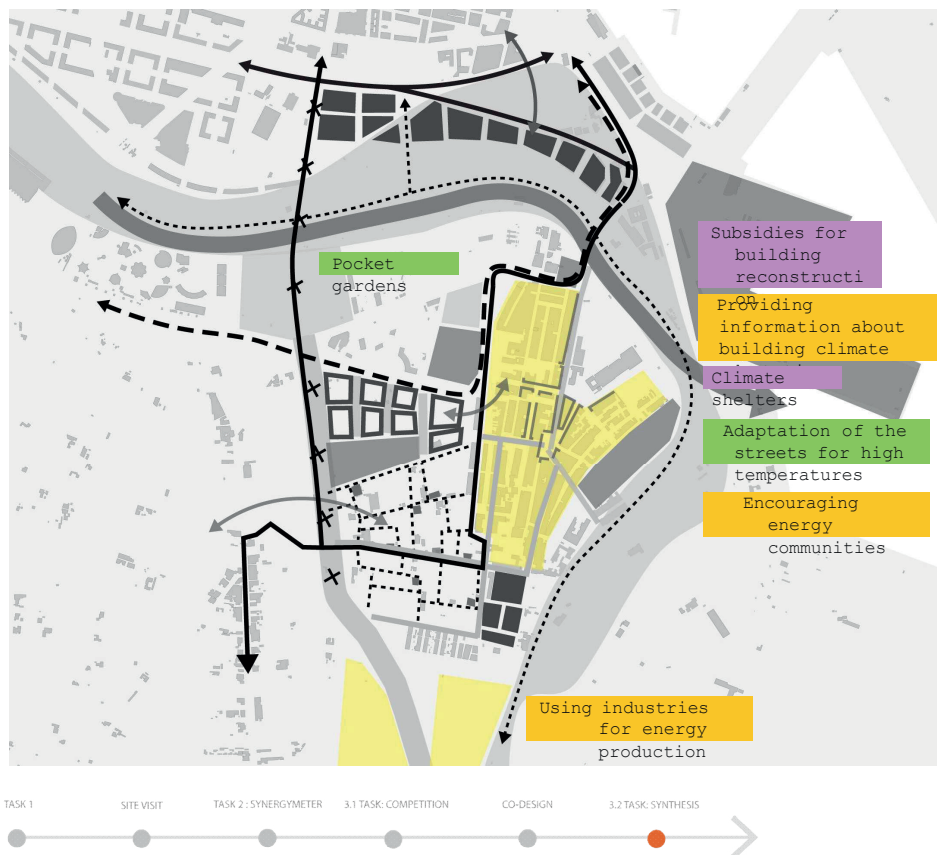 Pocket
gardens
Subsidies for
building
reconstructi
on
Providing
information about
building climate
Climate
shelters
Adaptation of the
streets for high
temperatures
Encouraging
energy
communities
Using industries
for energy
production
TASK 1
SITE VISIT
TASK 2 : SYNERGYMETER
3.1 TASK: COMPETITION
CO-DESIGN
3.2 TASK: SYNTHESIS